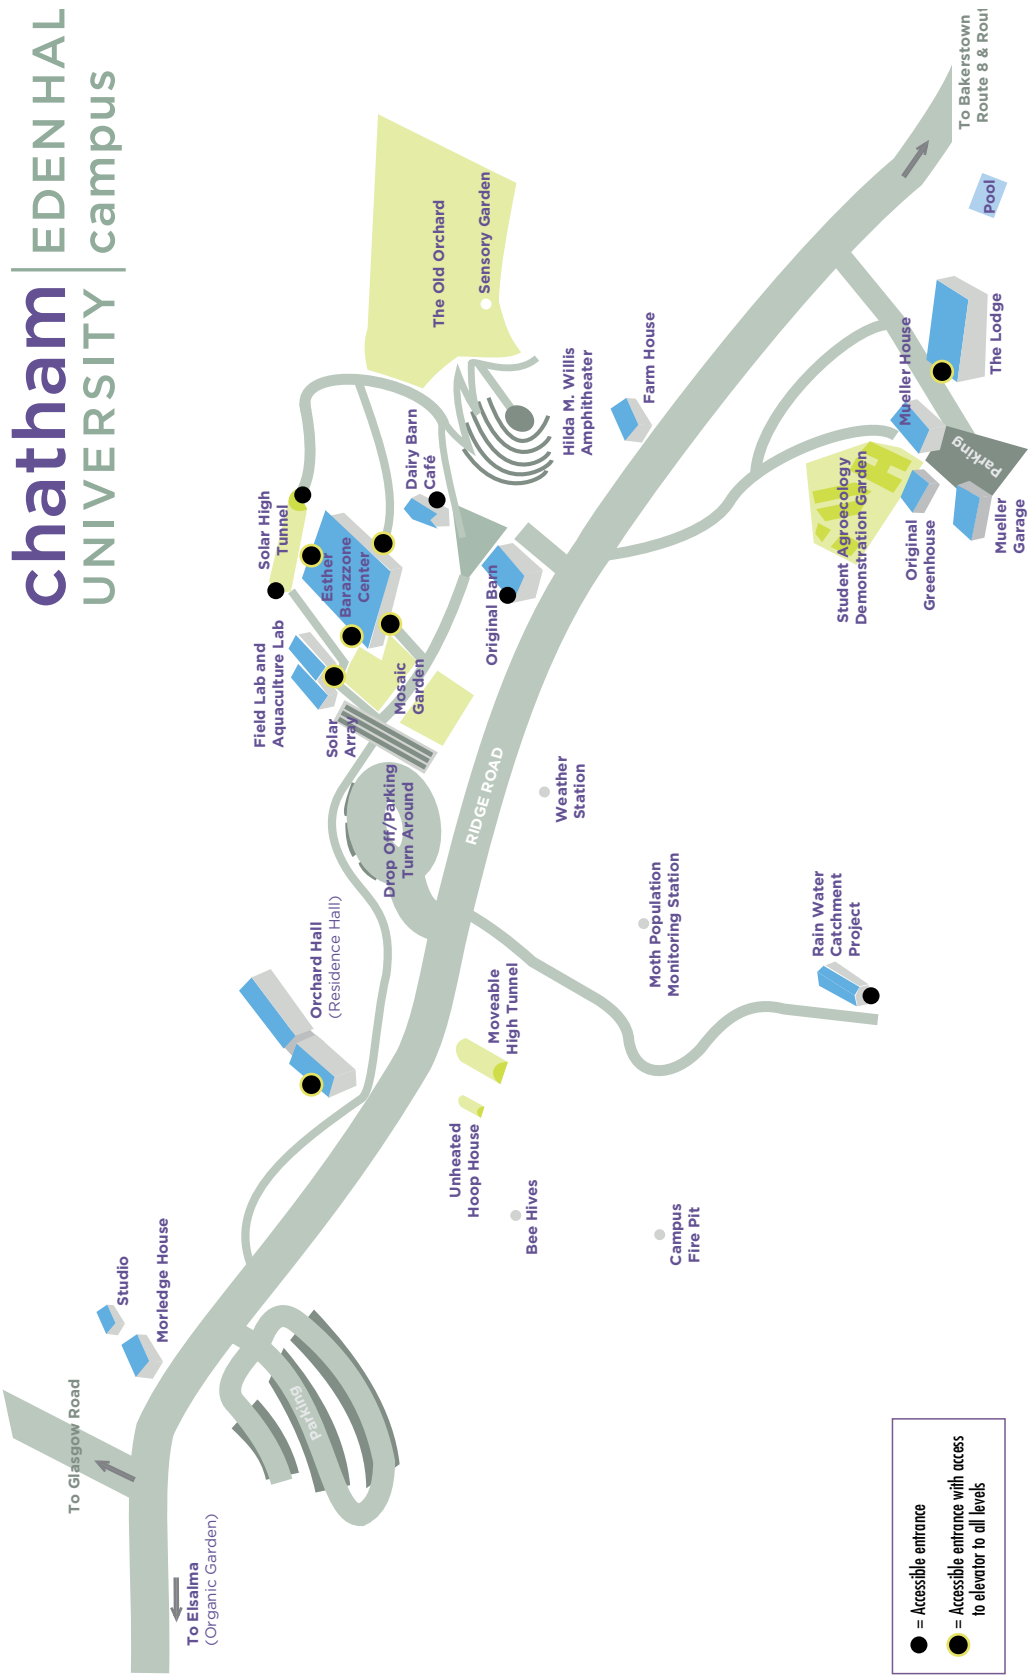 chatham
UNIVERSITY
EDENHAL
campus
To Glasgow Road
To Elsalma
(Organic Garden)
Studio
Morledge House
Parking
Orchard Hall
(Residence Hall)
Drop Off/Parking
Turn Around
Solar
Array
Field Lab and
Aquaculture Lab
Solar High
Tunnel
Esther
Barazzone
Center
Mosaic
Garden
Dairy Barn
Café
Original Barn
The Old Orchard
Sensory Garden
Hilda M. Willis
Amphitheater
Farm House
RIDGE ROAD
Unheated
Hoop House
Moveable
High Tunnel
Bee Hives
Campus
Fire Pit
Weather
Station
Moth Population
Monitoring Station
Rain Water
Catchment
Project
Student Agroecology
Demonstration Garden
Original
Greenhouse
Mueller House
Mueller
Garage
Parking
The Lodge
Pool
To Bakerstown
Route 8 &
= Accessible entrance
= Accessible entrance with access
to elevator to all levels